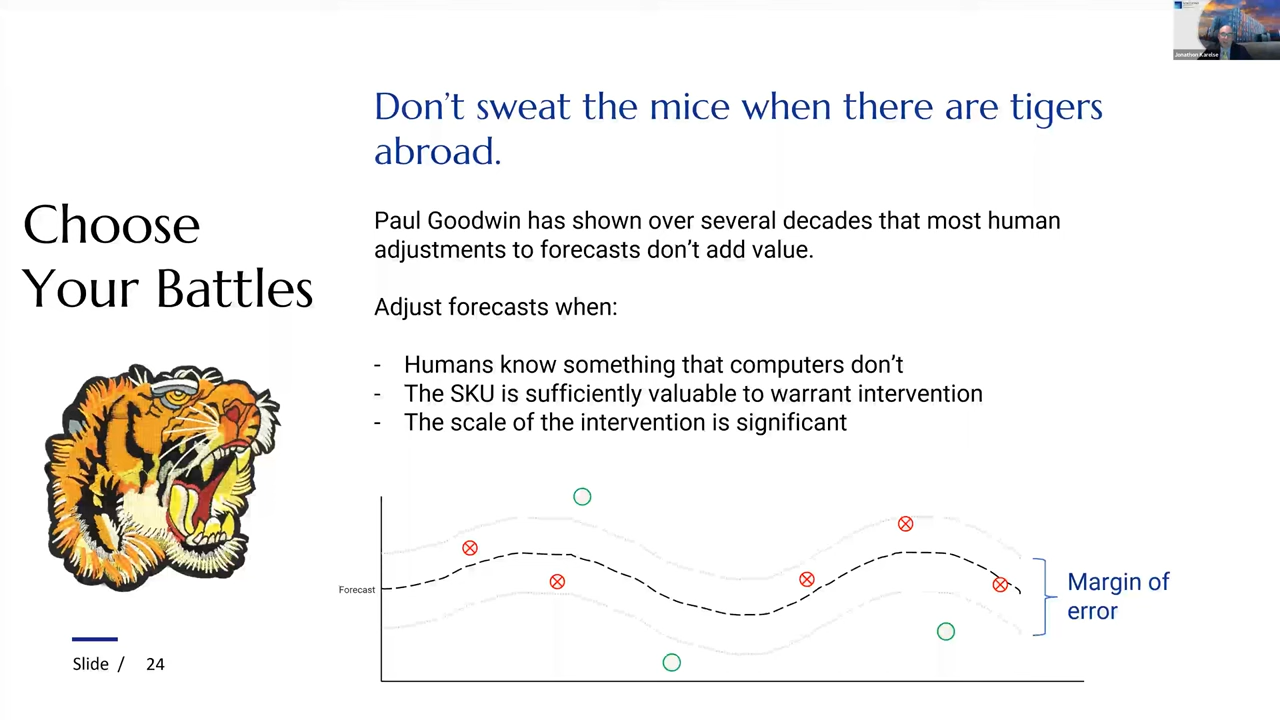 Jonathon Karelse
Don't sweat the mice when there are tigers
abroad.
Choose
Your Battles
Paul Goodwin has shown over several decades that most human
adjustments to forecasts don't add value.
Adjust forecasts when:
- Humans know something that computers don't
- The SKU is sufficiently valuable to warrant intervention
- The scale of the intervention is significant
Forecast
Margin of
error
Slide / 24